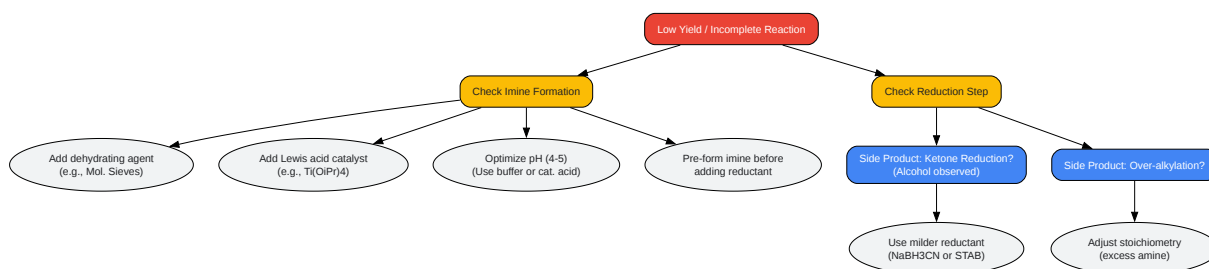 Low Yield / Incomplete Reaction
Check Imine Formation
Check Reduction Step
Add dehydrating agent
(e.g., Mol. Sieves)
Add Lewis acid catalyst
(e.g., Ti(OiPr)4)
Optimize pH (4-5)
(Use buffer or cat. acid)
Pre-form imine before
adding reductant
Side Product: Ketone Reduction?
(Alcohol observed)
Side Product: Over-alkylation?
Use milder reductant
(NaBH3CN or STAB)
Adjust stoichiometry
(excess amine)